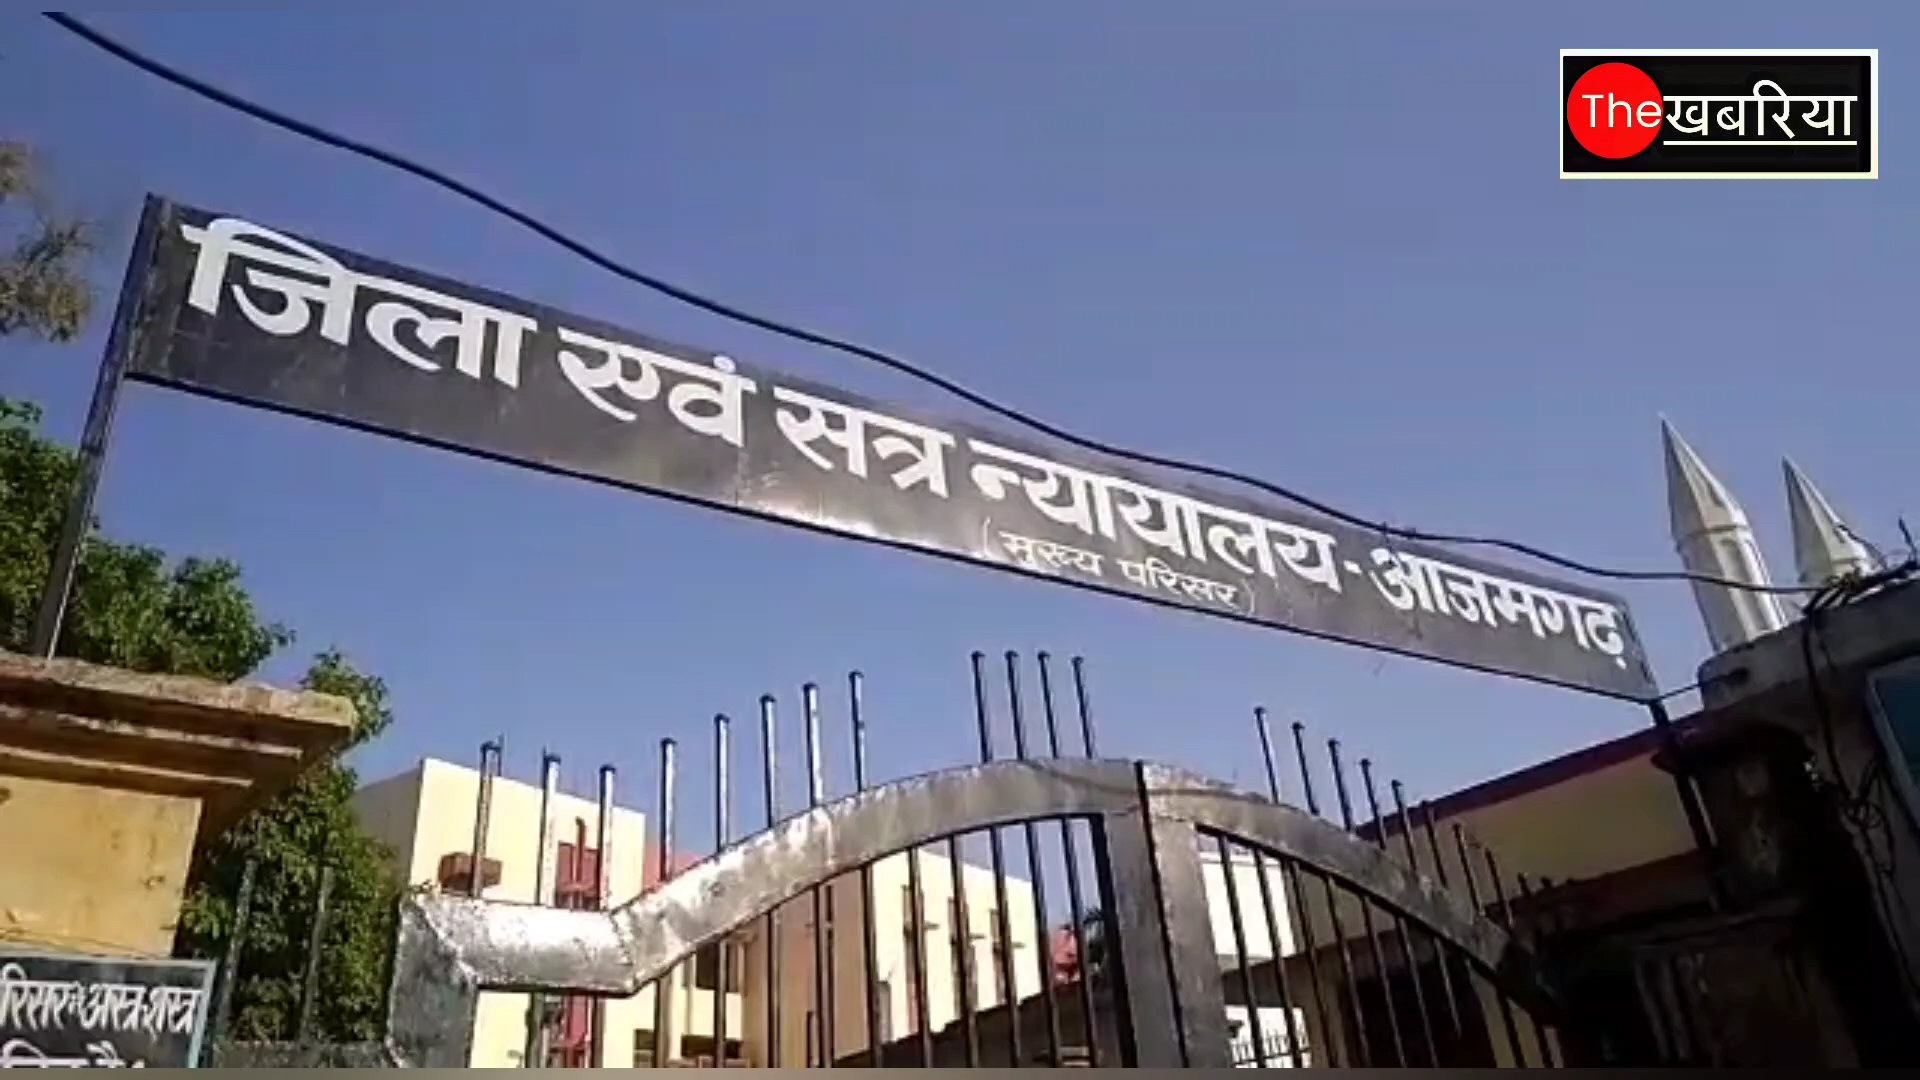 Theखबरिया
जिला एवं सत्र न्यायालय-आजमगढ़
(मुख्य परिसर)
अस्त्र-शस्त्र